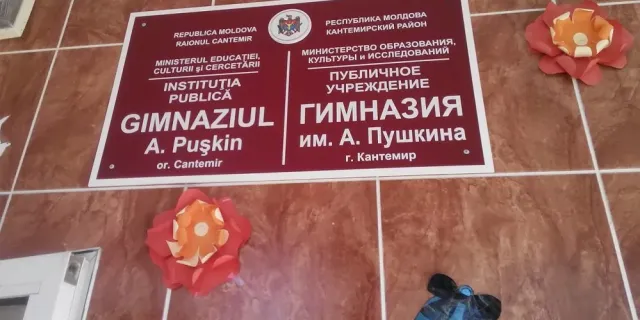 REPUBLICA MOLDOVA
RAIONUL CANTEMIR
MINISTERUL EDUCAȚIEI,
CULTURII și CERCETĂRII
INSTITUȚIA
PUBLICĂ
GIMNAZIUL
A. Pușkin
or. Cantemir
РЕСПУБЛИКА МОЛДОВА
КАНТЕМИРСКИЙ РАЙОН
МИНИСТЕРСТВО ОБРАЗОВАНИЯ,
КУЛЬТУРЫ и ИССЛЕДОВАНИЙ
ПУБЛИЧНОЕ
УЧРЕЖДЕНИЕ
ГИМНАЗИЯ
им. А. Пушкина
г. Кантемир